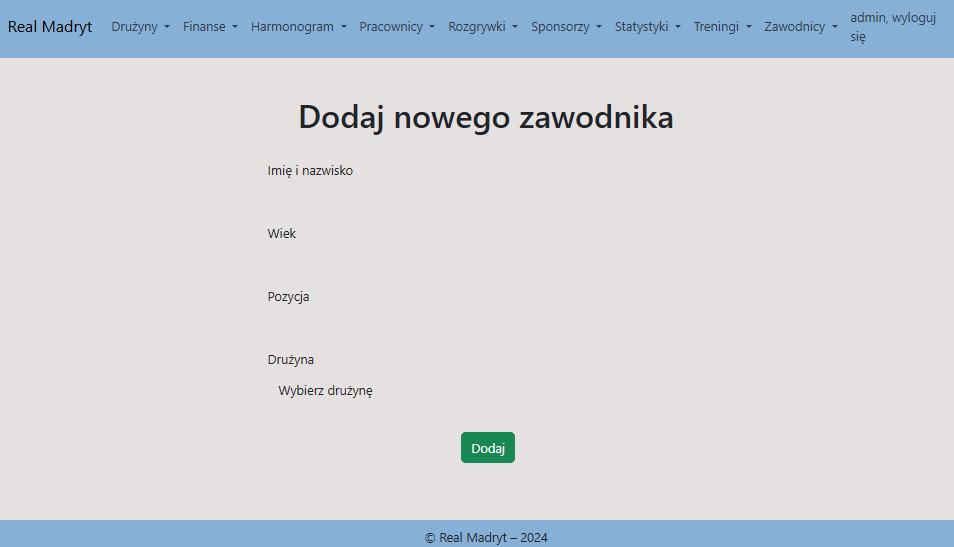 Real Madryt Drużyny Finanse Harmonogram Pracownicy Rozgrywki Sponsorzy Statystyki Treningi Zawodnicy admin, wyloguj
się
Dodaj nowego zawodnika
Imię i nazwisko
Wiek
Pozycja
Drużyna
Wybierz drużynę
Dodaj
© Real Madryt – 2024